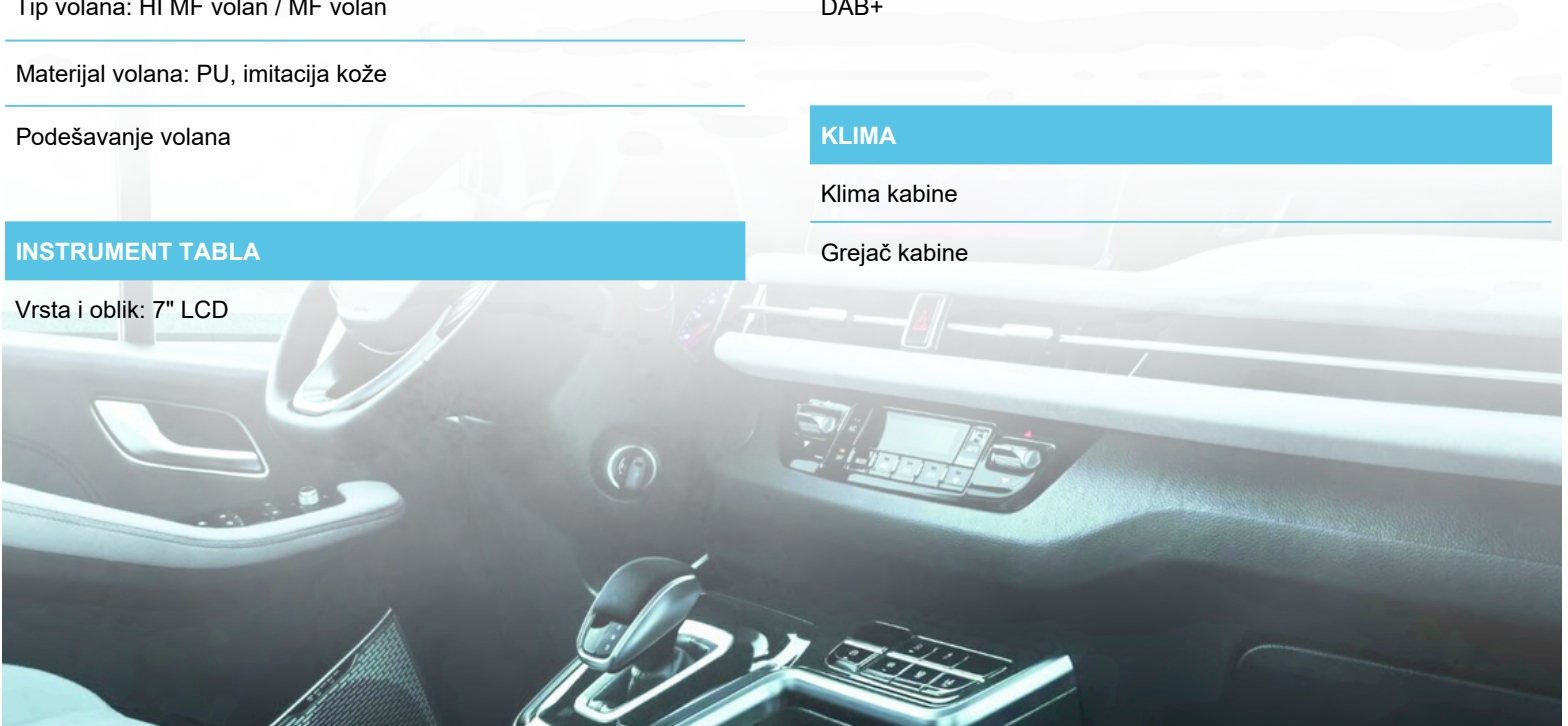 Tip volana: HI MF volan / MF volan
Materijal volana: PU, imitacija kože
Podešavanje volana
INSTRUMENT TABLA
Vrsta i oblik: 7" LCD
DAB+
KLIMA
Klima kabine
Grejač kabine